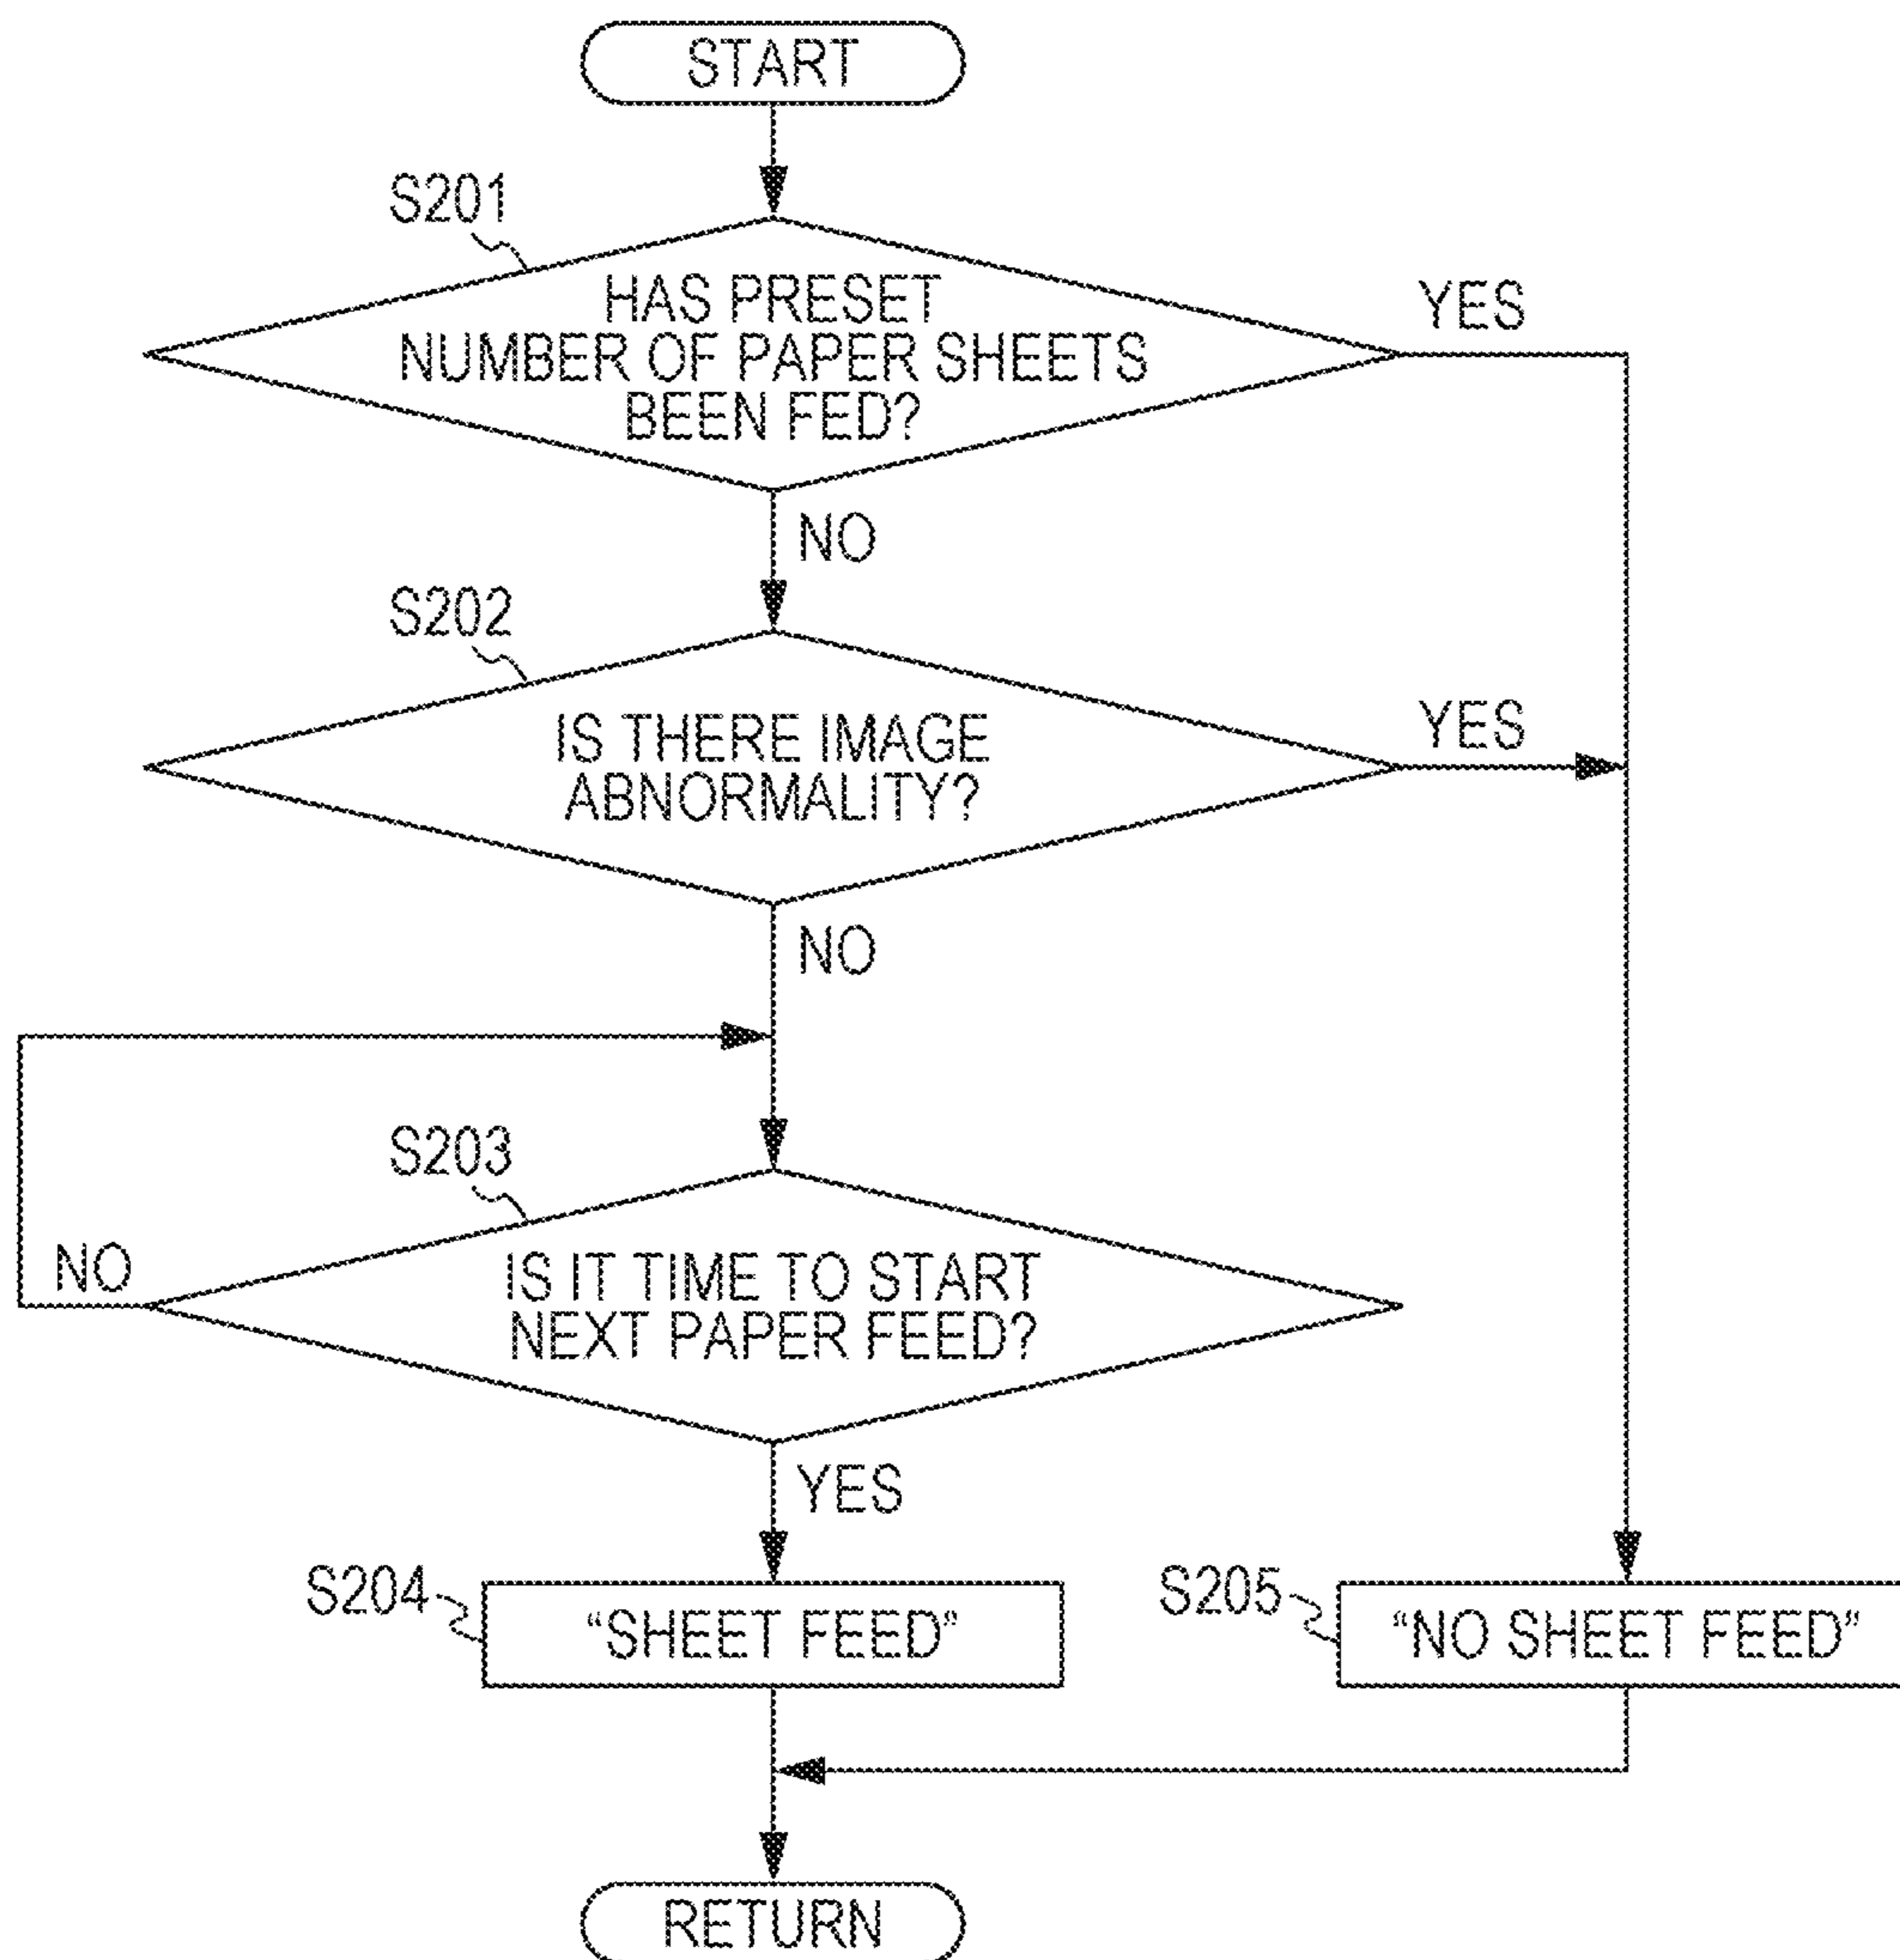 START
S201
HAS PRESET
NUMBER OF PAPER SHEETS
BEEN FED?
YES
NO
S202
IS THERE IMAGE
ABNORMALITY?
YES
NO
S203
NO
IS IT TIME TO START
NEXT PAPER FEED?
YES
S204
“SHEET FEED”
S205
“NO SHEET FEED”
RETURN